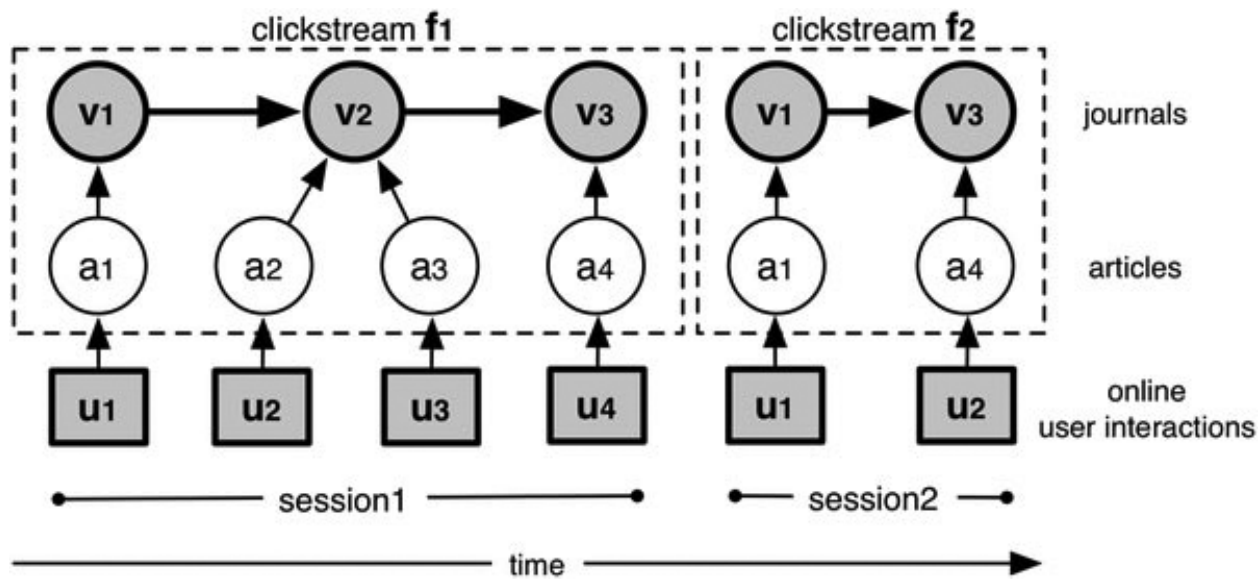 clickstream f1 clickstream f2
v1 v2 v3 v1 v3 journals
a1 a2 a3 a4 a1 a4 articles
u1 u2 u3 u4 u1 u2 online
user interactions
session1 session2
time